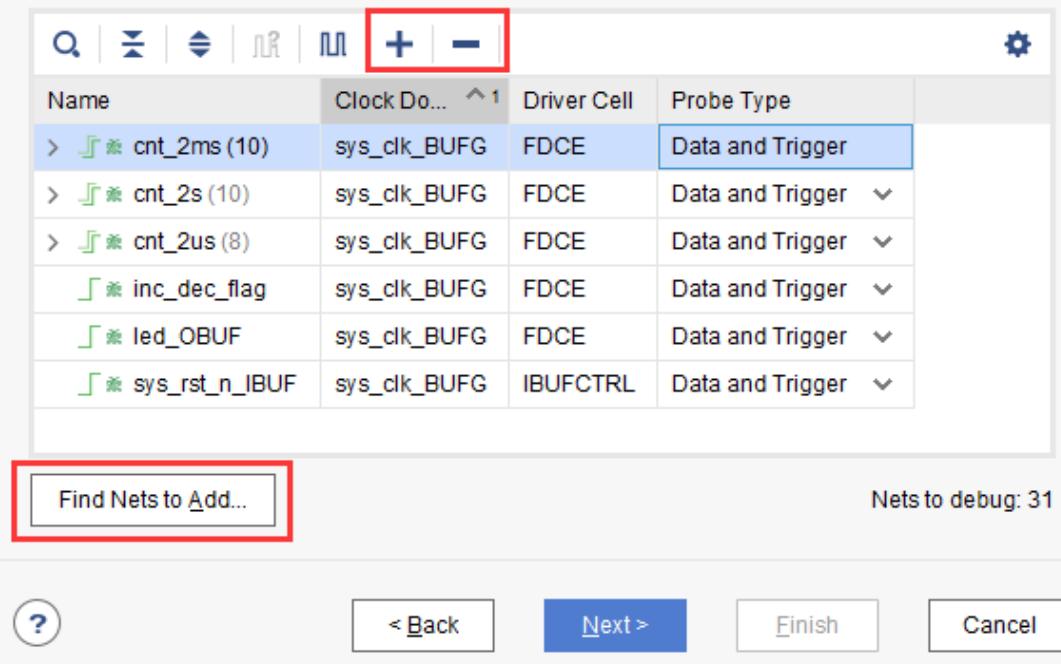 Name Clock Do... 1 Driver Cell Probe Type
cnt_2ms (10) sys_clk_BUFG FDCE Data and Trigger
cnt_2s (10) sys_clk_BUFG FDCE Data and Trigger
cnt_2us (8) sys_clk_BUFG FDCE Data and Trigger
inc_dec_flag sys_clk_BUFG FDCE Data and Trigger
led_OBUF sys_clk_BUFG FDCE Data and Trigger
sys_rst_n_IBUF sys_clk_BUFG IBUFCTRL Data and Trigger
Find Nets to Add... Nets to debug: 31
? < Back Next > Finish Cancel